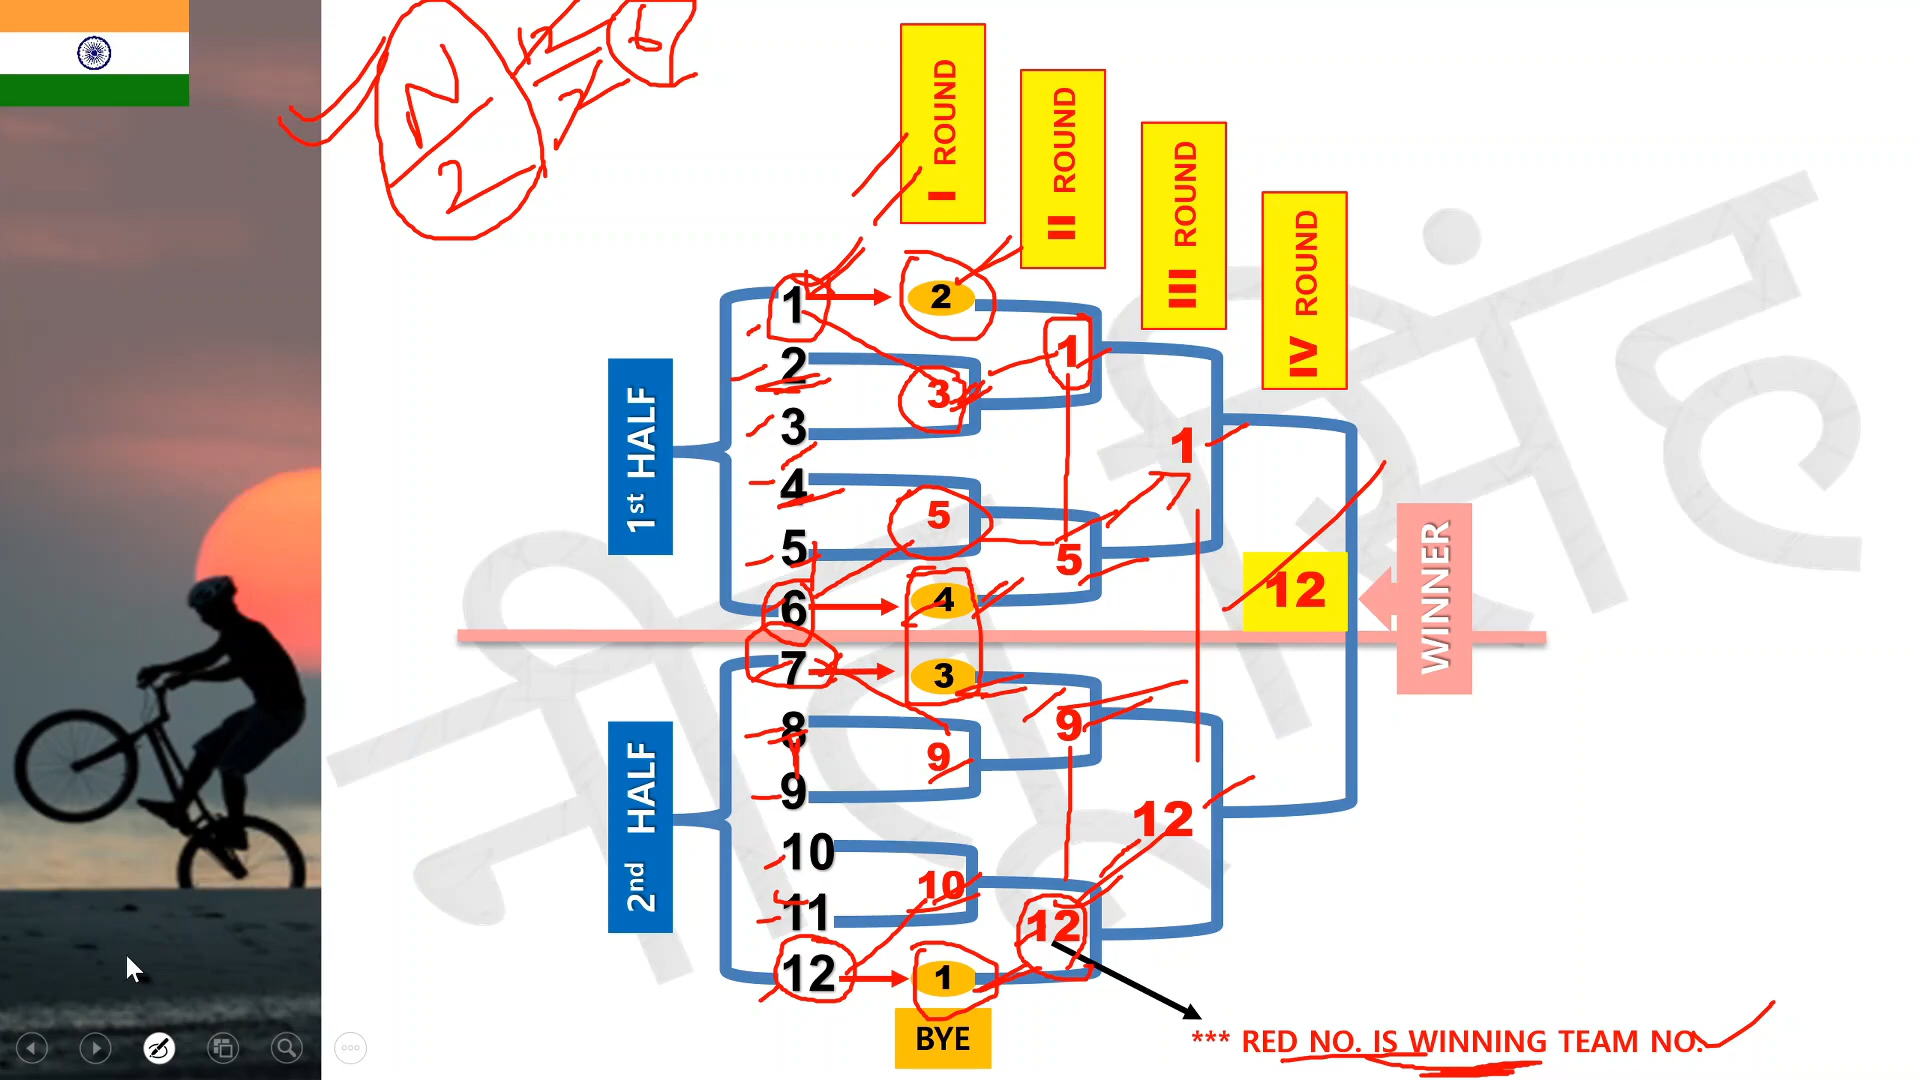 N
2
I ROUND
II ROUND
III ROUND
IV ROUND
1st HALF
2nd HALF
1
2
3
4
5
6
7
8
9
10
11
12
2
3
5
4
3
9
10
1
BYE
1
5
9
12
1
12
12
WINNER
*** RED NO. IS WINNING TEAM NO.